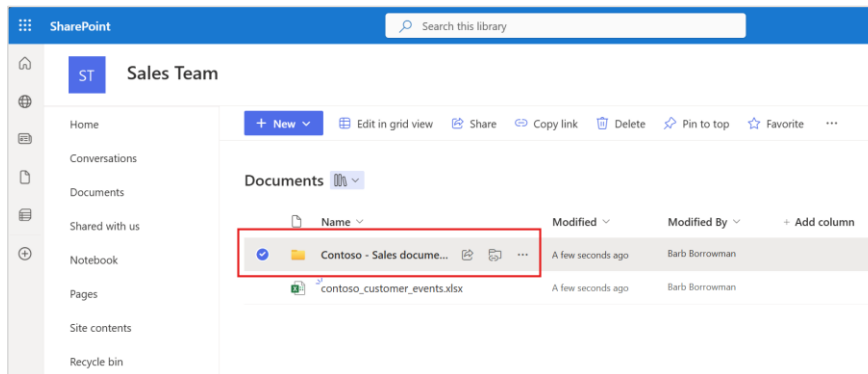 SharePoint
Search this library
ST
Sales Team
Home
Conversations
Documents
Shared with us
Notebook
Pages
Site contents
Recycle bin
+ New
Edit in grid view
Share
Copy link
Delete
Pin to top
Favorite
...
Documents
Name
Modified
Modified By
+ Add column
Contoso - Sales docume... ... A few seconds ago Barb Borrowman
contoso_customer_events.xlsx A few seconds ago Barb Borrowman